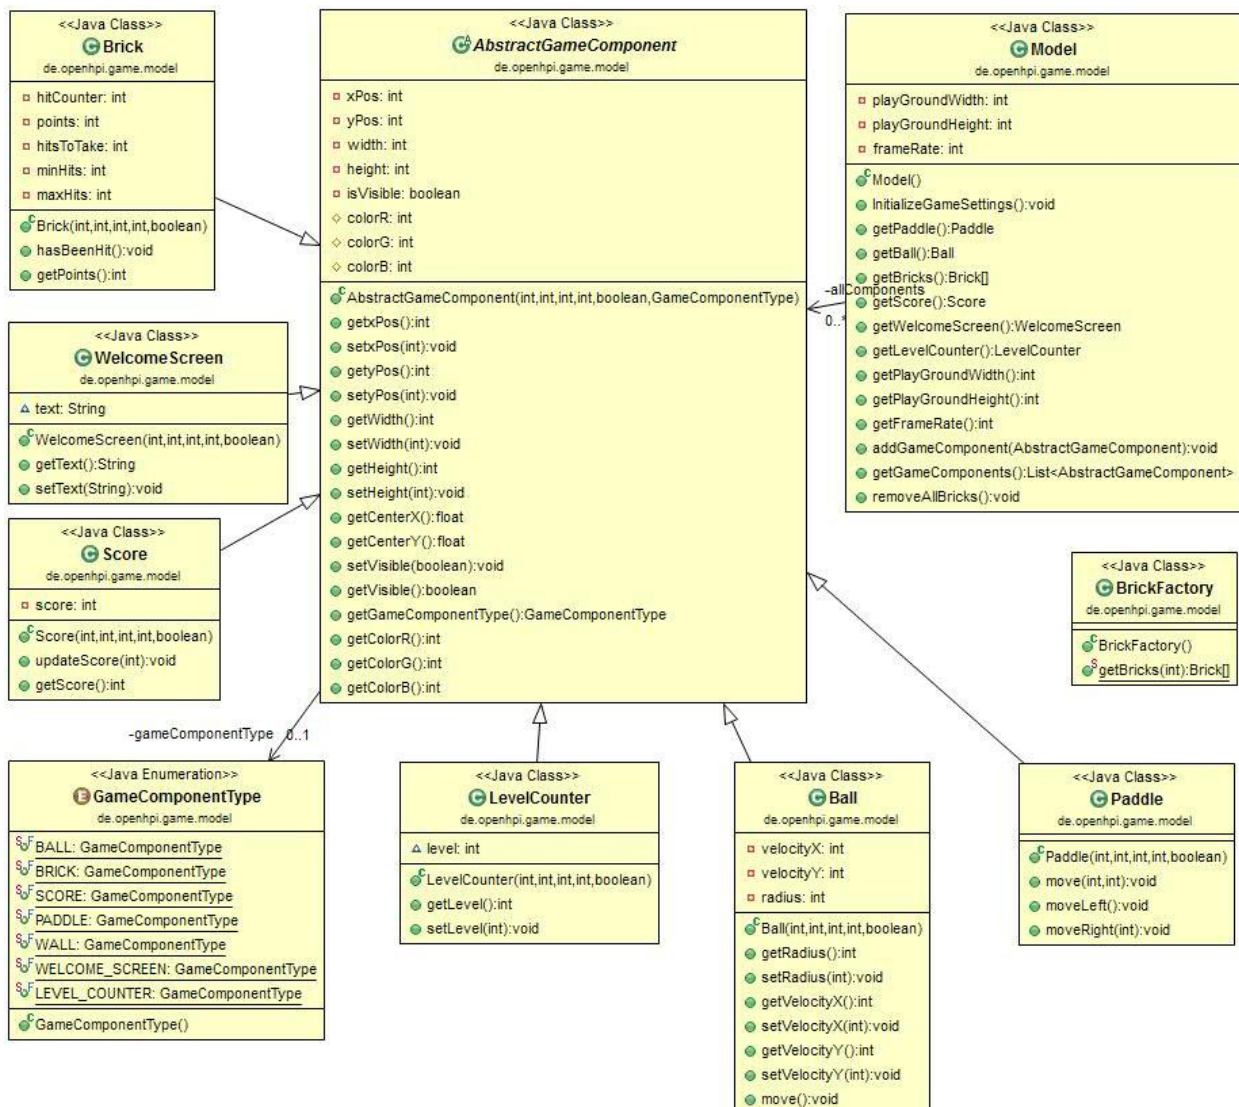 <<Java Class>>
Brick
de.openhpi.game.model
hitCounter: int
points: int
hitsToTake: int
minHits: int
maxHits: int
Brick(int,int,int,int,boolean)
hasBeenHit():void
getPoints():int
<<Java Class>>
WelcomeScreen
de.openhpi.game.model
text: String
WelcomeScreen(int,int,int,int,boolean)
getText():String
setText(String):void
<<Java Class>>
Score
de.openhpi.game.model
score: int
Score(int,int,int,int,boolean)
updateScore(int):void
getScore():int
<<Java Class>>
AbstractGameComponent
de.openhpi.game.model
xPos: int
yPos: int
width: int
height: int
isVisible: boolean
colorR: int
colorG: int
colorB: int
AbstractGameComponent(int,int,int,int,boolean,GameComponentType)
getxPos():int
setxPos(int):void
getyPos():int
setyPos(int):void
getWidth():int
setWidth(int):void
getHeight():int
setHeight(int):void
getCenterX():float
getCenterY():float
setVisible(boolean):void
getVisible():boolean
getGameComponentType():GameComponentType
getColorR():int
getColorG():int
getColorB():int
<<Java Class>>
Model
de.openhpi.game.model
playGroundWidth: int
playGroundHeight: int
frameRate: int
Model()
InitializeGameSettings():void
getPaddle():Paddle
getBall():Ball
getBricks():Brick[]
getScore():Score
getWelcomeScreen():WelcomeScreen
getLevelCounter():LevelCounter
getPlayGroundWidth():int
getPlayGroundHeight():int
getFrameRate():int
addGameComponent(AbstractGameComponent):void
getGameComponents():List<AbstractGameComponent>
removeAllBricks():void
-allComponents
0..*
<<Java Class>>
BrickFactory
de.openhpi.game.model
BrickFactory()
getBricks(int):Brick[]
-gameComponentType 0..1
<<Java Enumeration>>
GameComponentType
de.openhpi.game.model
BALL: GameComponentType
BRICK: GameComponentType
SCORE: GameComponentType
PADDLE: GameComponentType
WALL: GameComponentType
WELCOME_SCREEN: GameComponentType
LEVEL_COUNTER: GameComponentType
GameComponentType()
<<Java Class>>
LevelCounter
de.openhpi.game.model
level: int
LevelCounter(int,int,int,int,boolean)
getLevel():int
setLevel(int):void
<<Java Class>>
Ball
de.openhpi.game.model
velocityX: int
velocityY: int
radius: int
Ball(int,int,int,int,boolean)
getRadius():int
setRadius(int):void
getVelocityX():int
setVelocityX(int):void
getVelocityY():int
setVelocityY(int):void
move():void
<<Java Class>>
Paddle
de.openhpi.game.model
Paddle(int,int,int,int,boolean)
move(int,int):void
moveLeft():void
moveRight(int):void